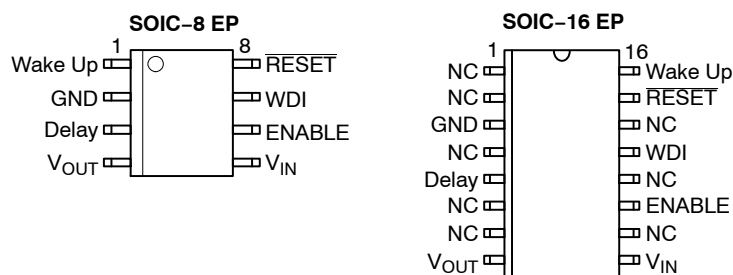 SOIC−8 EP
1 8
Wake Up RESET
GND WDI
Delay ENABLE
VOUT VIN
SOIC−16 EP
1 16
NC Wake Up
NC RESET
GND NC
NC WDI
Delay NC
NC ENABLE
NC NC
VOUT VIN